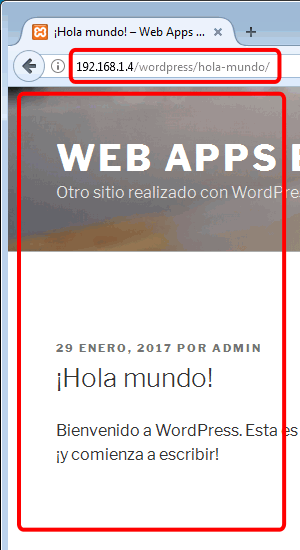 ¡Hola mundo! – Web Apps ...
192.168.1.4/wordpress/hola-mundo/
WEB APPS E
Otro sitio realizado con WordPres
29 ENERO, 2017 POR ADMIN
¡Hola mundo!
Bienvenido a WordPress. Esta es
¡y comienza a escribir!